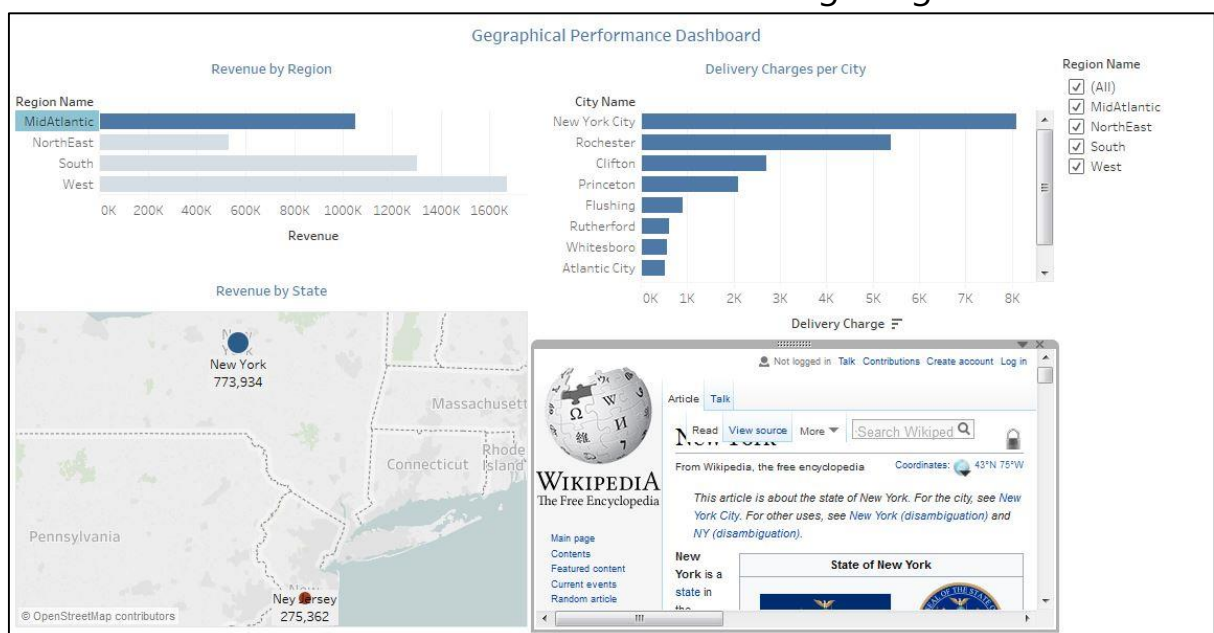 Gegraphical Performance Dashboard
Revenue by Region
Region Name
MidAtlantic
NorthEast
South
West
0K 200K 400K 600K 800K 1000K 1200K 1400K 1600K
Revenue
Delivery Charges per City
City Name
New York City
Rochester
Clifton
Princeton
Flushing
Rutherford
Whitesboro
Atlantic City
0K 1K 2K 3K 4K 5K 6K 7K 8K
Delivery Charge
Region Name
(All)
MidAtlantic
NorthEast
South
West
Revenue by State
New York
New York
773,934
Massachusett
Rhode
Island
Connecticut
Pennsylvania
Ney Jersey
275,362
© OpenStreetMap contributors
Not logged in Talk Contributions Create account Log in
Article Talk
Read View source More Search Wikiped
New York
From Wikipedia, the free encyclopedia Coordinates: 43°N 75°W
WIKIPEDIA
The Free Encyclopedia
Main page
Contents
Featured content
Current events
Random article
This article is about the state of New York. For the city, see New
York City. For other uses, see New York (disambiguation) and
NY (disambiguation).
New
York is a
state in
the
State of New York